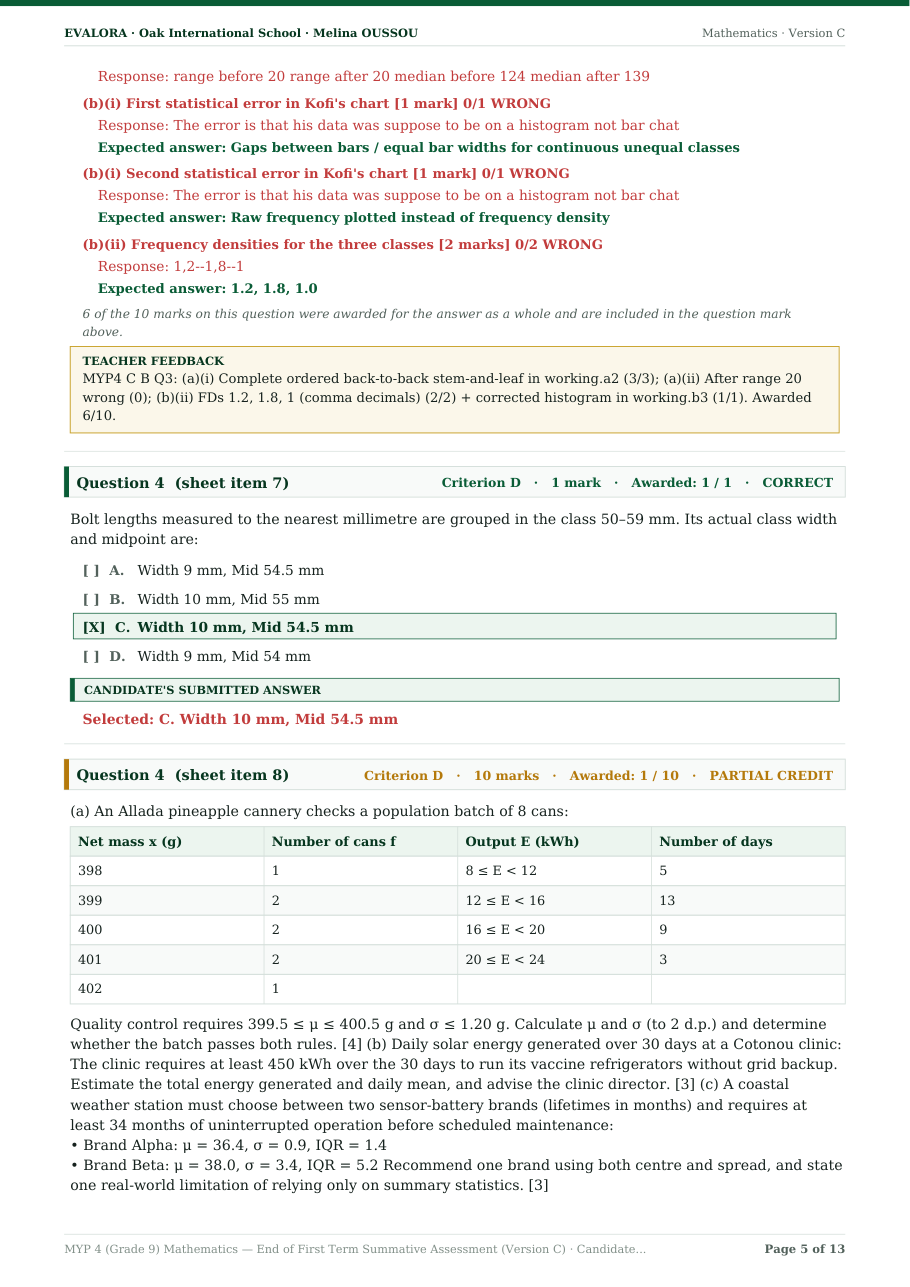 EVALORA · Oak International School · Melina OUSSOU
Mathematics · Version C
Response: range before 20 range after 20 median before 124 median after 139
(b)(i) First statistical error in Kofi's chart [1 mark] 0/1 WRONG
Response: The error is that his data was suppose to be on a histogram not bar chat
Expected answer: Gaps between bars / equal bar widths for continuous unequal classes
(b)(i) Second statistical error in Kofi's chart [1 mark] 0/1 WRONG
Response: The error is that his data was suppose to be on a histogram not bar chat
Expected answer: Raw frequency plotted instead of frequency density
(b)(ii) Frequency densities for the three classes [2 marks] 0/2 WRONG
Response: 1,2--1,8--1
Expected answer: 1.2, 1.8, 1.0
6 of the 10 marks on this question were awarded for the answer as a whole and are included in the question mark
above.
TEACHER FEEDBACK
MYP4 C B Q3: (a)(i) Complete ordered back-to-back stem-and-leaf in working.a2 (3/3); (a)(ii) After range 20
wrong (0); (b)(ii) FDs 1.2, 1.8, 1 (comma decimals) (2/2) + corrected histogram in working.b3 (1/1). Awarded
6/10.
Question 4 (sheet item 7)
Criterion D · 1 mark · Awarded: 1 / 1 · CORRECT
Bolt lengths measured to the nearest millimetre are grouped in the class 50–59 mm. Its actual class width
and midpoint are:
[ ] A. Width 9 mm, Mid 54.5 mm
[ ] B. Width 10 mm, Mid 55 mm
[X] C. Width 10 mm, Mid 54.5 mm
[ ] D. Width 9 mm, Mid 54 mm
CANDIDATE'S SUBMITTED ANSWER
Selected: C. Width 10 mm, Mid 54.5 mm
Question 4 (sheet item 8)
Criterion D · 10 marks · Awarded: 1 / 10 · PARTIAL CREDIT
(a) An Allada pineapple cannery checks a population batch of 8 cans:
Net mass x (g) Number of cans f Output E (kWh) Number of days
398 1 8 ≤ E < 12 5
399 2 12 ≤ E < 16 13
400 2 16 ≤ E < 20 9
401 2 20 ≤ E < 24 3
402 1
Quality control requires 399.5 ≤ μ ≤ 400.5 g and σ ≤ 1.20 g. Calculate μ and σ (to 2 d.p.) and determine
whether the batch passes both rules. [4] (b) Daily solar energy generated over 30 days at a Cotonou clinic:
The clinic requires at least 450 kWh over the 30 days to run its vaccine refrigerators without grid backup.
Estimate the total energy generated and daily mean, and advise the clinic director. [3] (c) A coastal
weather station must choose between two sensor-battery brands (lifetimes in months) and requires at
least 34 months of uninterrupted operation before scheduled maintenance:
• Brand Alpha: μ = 36.4, σ = 0.9, IQR = 1.4
• Brand Beta: μ = 38.0, σ = 3.4, IQR = 5.2 Recommend one brand using both centre and spread, and state
one real-world limitation of relying only on summary statistics. [3]
MYP 4 (Grade 9) Mathematics — End of First Term Summative Assessment (Version C) · Candidate...
Page 5 of 13